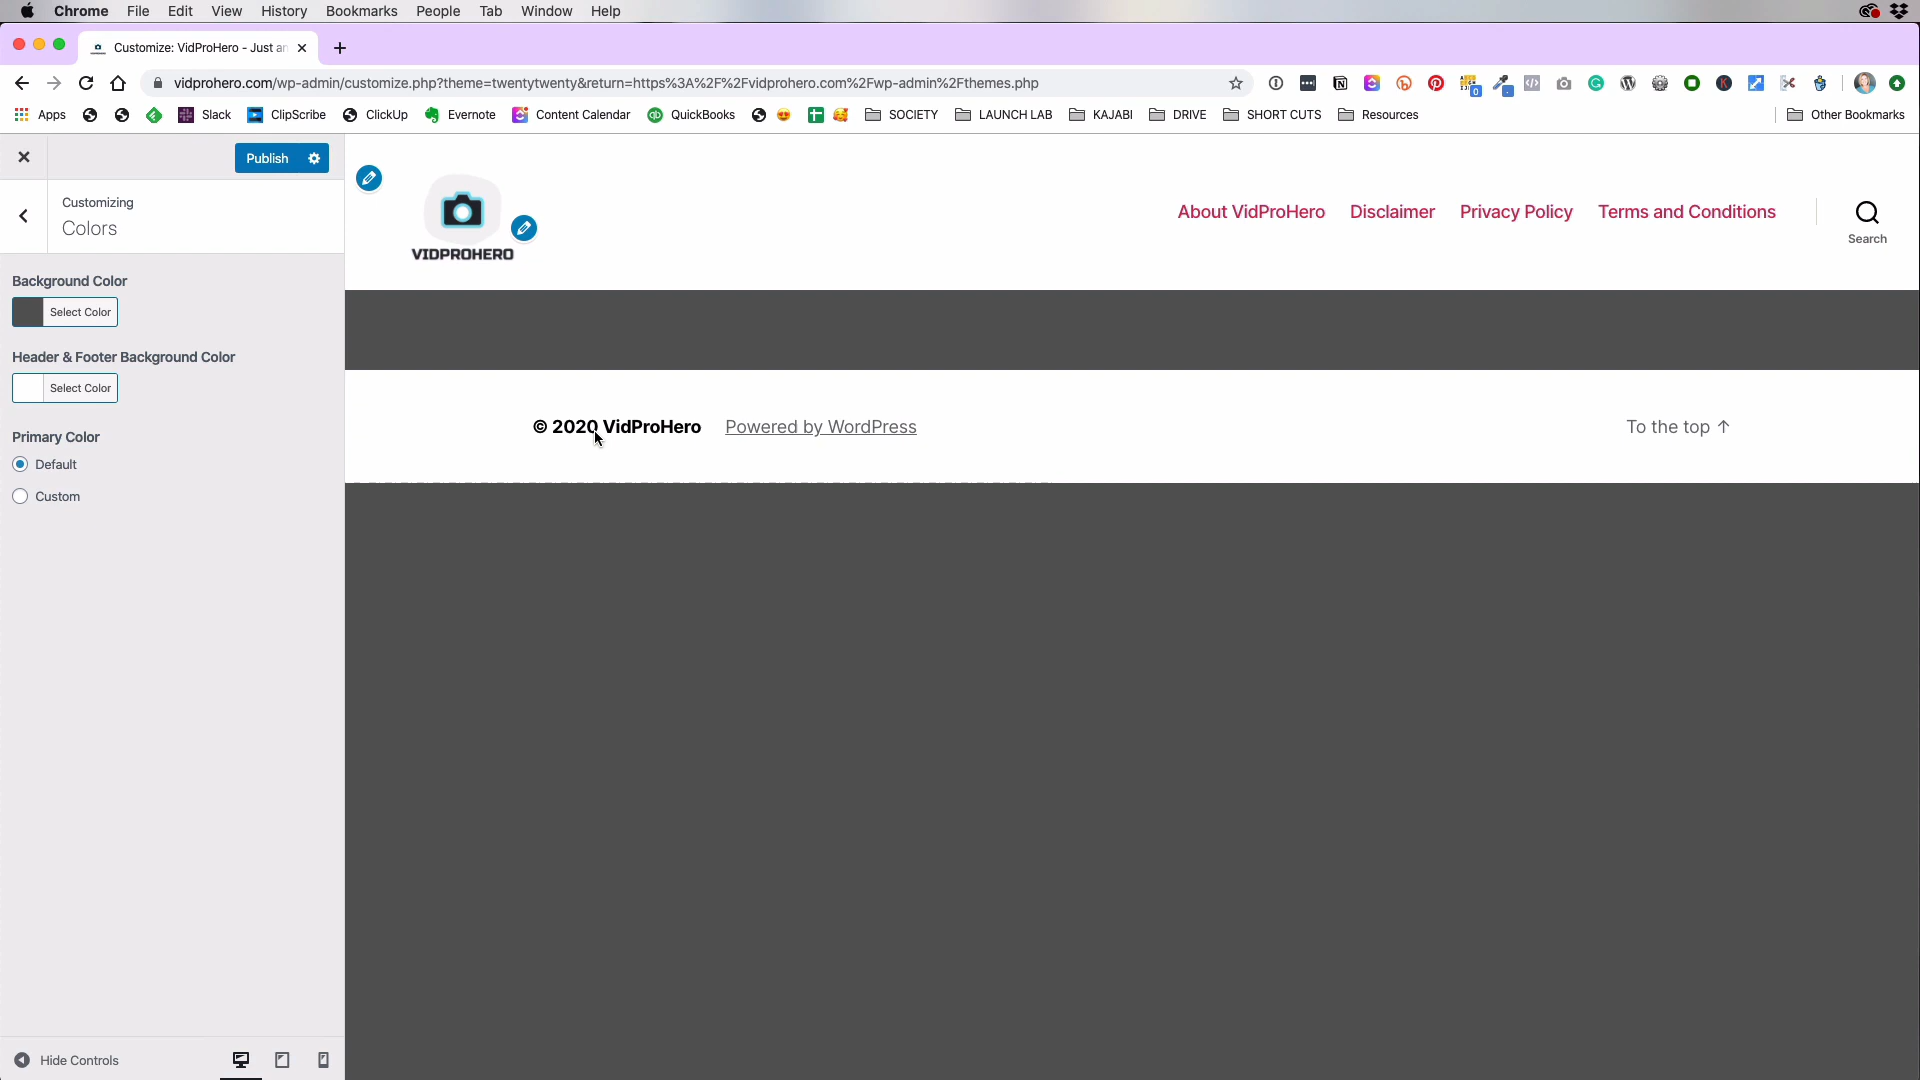 Chrome File Edit View History Bookmarks People Tab Window Help
Customize: VidProHero - Just an
vidprohero.com/wp-admin/customize.php?theme=twentytwenty&return=https%3A%2F%2Fvidprohero.com%2Fwp-admin%2Fthemes.php
Apps Slack ClipScribe ClickUp Evernote Content Calendar QuickBooks SOCIETY LAUNCH LAB KAJABI DRIVE SHORT CUTS Resources Other Bookmarks
Publish
Customizing
Colors
Background Color
Select Color
Header & Footer Background Color
Select Color
Primary Color
Default
Custom
Hide Controls
VIDPROHERO
About VidProHero Disclaimer Privacy Policy Terms and Conditions
Search
© 2020 VidProHero Powered by WordPress To the top ↑